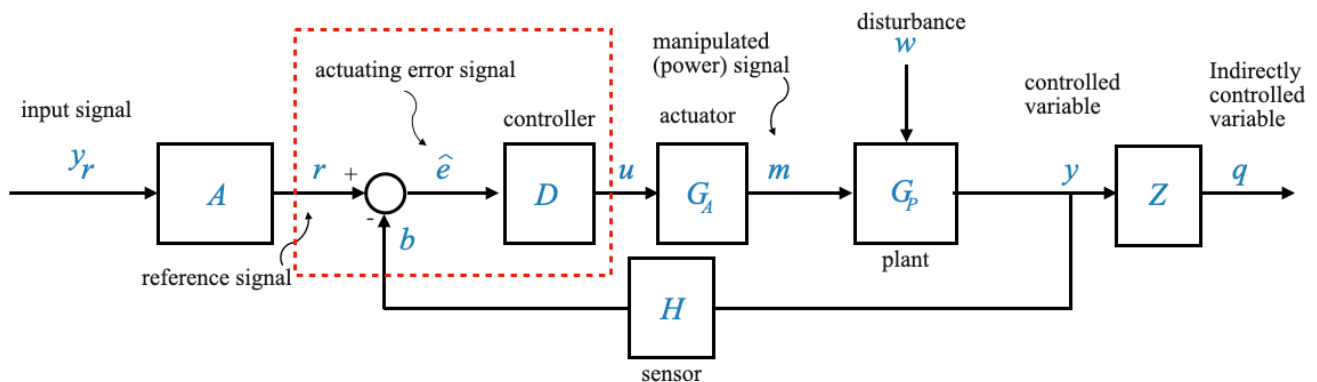 disturbance
w
manipulated
(power) signal
actuating error signal
controlled
variable
Indirectly
controlled
variable
input signal
controller
actuator
y_r
A
r
+
ê
D
u
G_A
m
G_P
y
Z
q
-
b
plant
reference signal
H
sensor